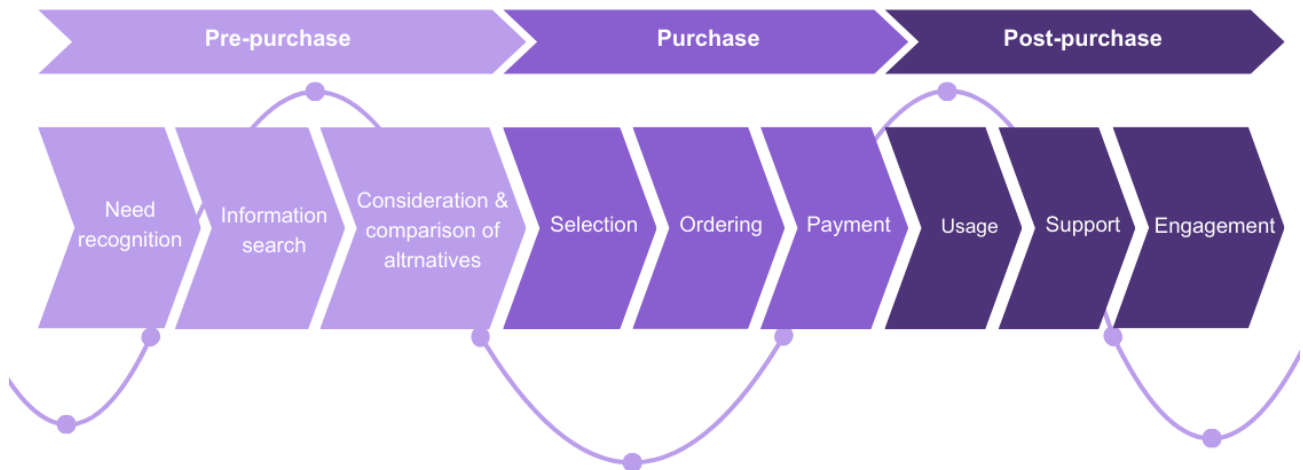 Pre-purchase
Purchase
Post-purchase
Need
recognition
Information
search
Consideration &
comparison of
altrnatives
Selection
Ordering
Payment
Usage
Support
Engagement